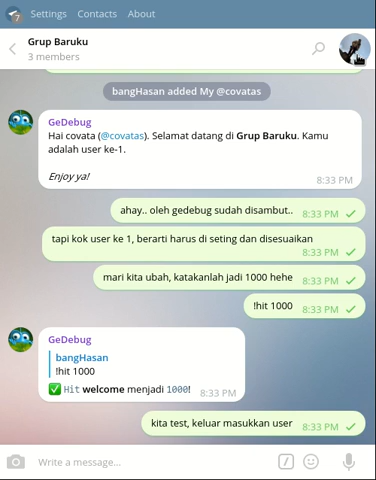 7 Settings Contacts About
Grup Baruku
3 members
bangHasan added My @covatas
GeDebug
Hai covata (@covatas). Selamat datang di Grup Baruku. Kamu
adalah user ke-1.
Enjoy ya!
8:33 PM
ahay.. oleh gedebug sudah disambut.. 8:33 PM
tapi kok user ke 1, berarti harus di seting dan disesuaikan
8:33 PM
mari kita ubah, katakanlah jadi 1000 hehe 8:33 PM
!hit 1000 8:33 PM
GeDebug
bangHasan
!hit 1000
✅ Hit welcome menjadi 1000! 8:33 PM
kita test, keluar masukkan user 8:33 PM
Write a message...